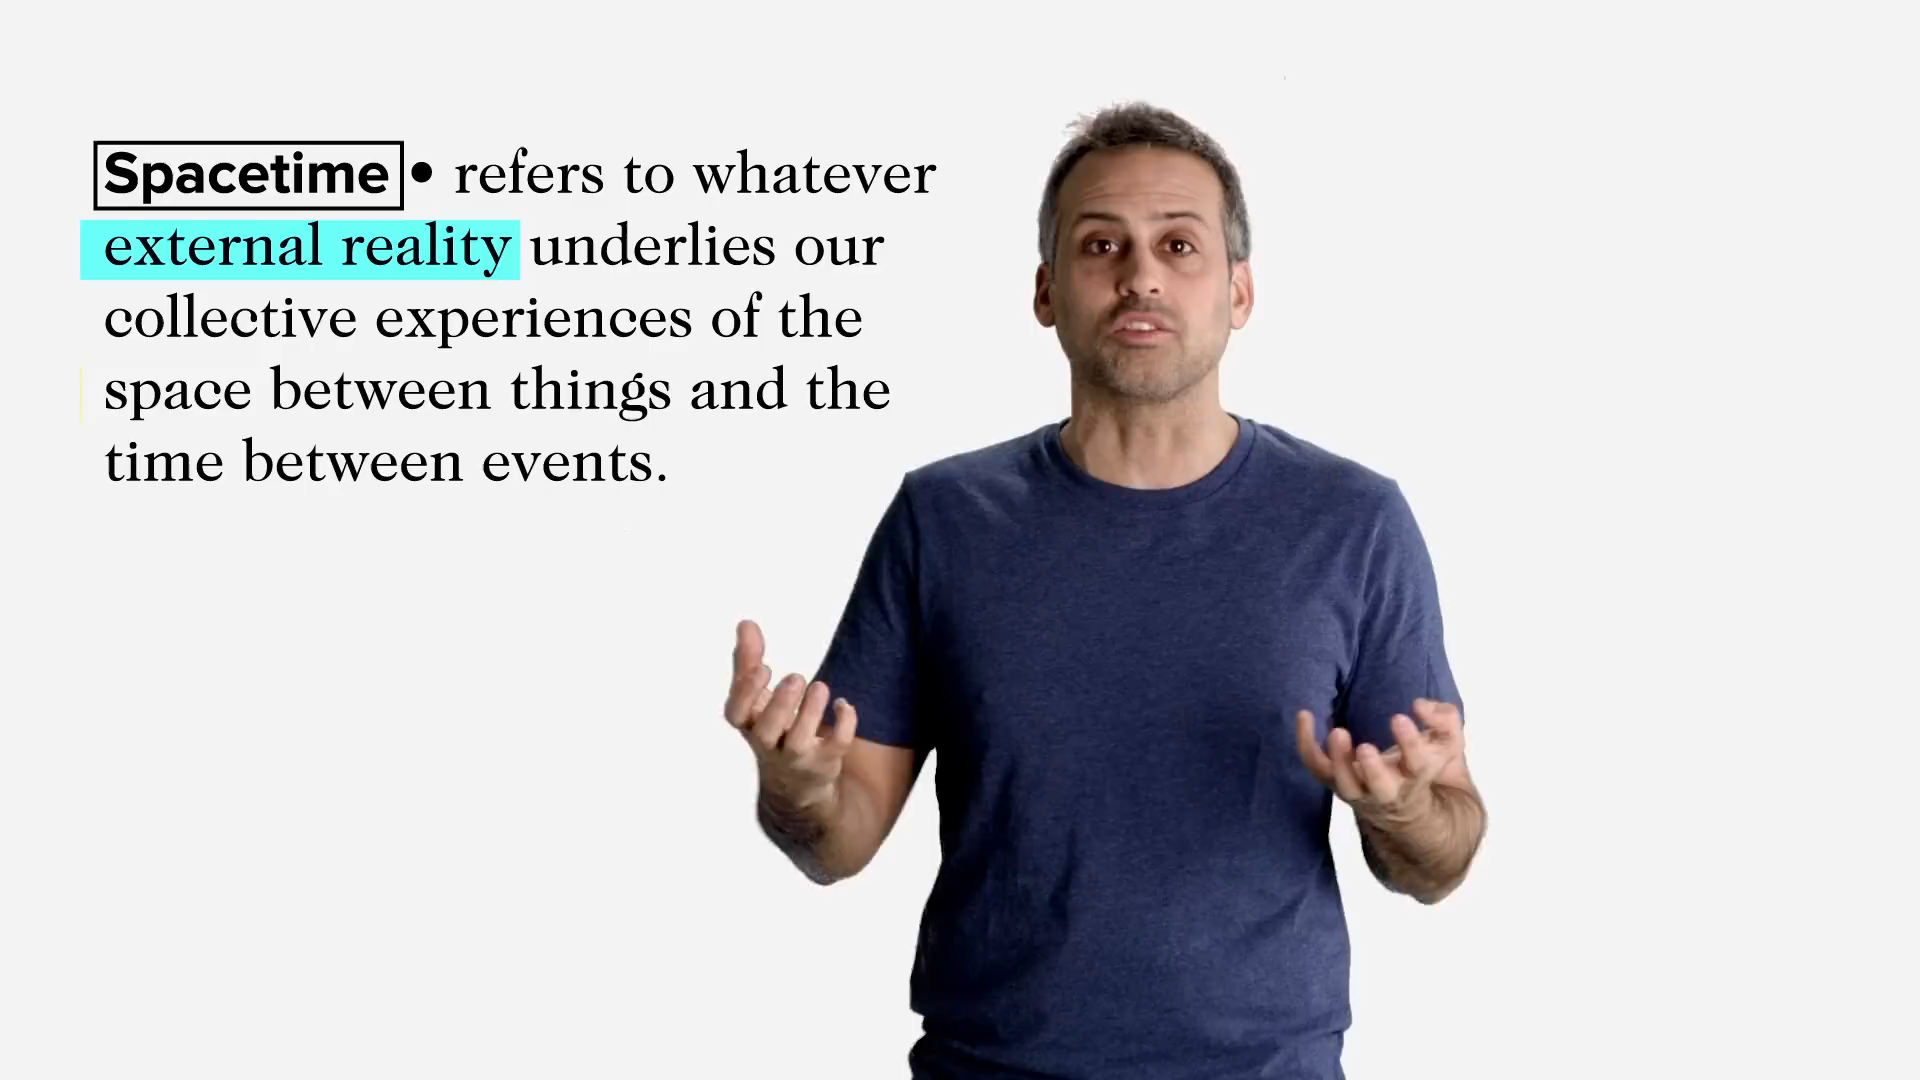 Spacetime • refers to whatever
external reality underlies our
collective experiences of the
space between things and the
time between events.